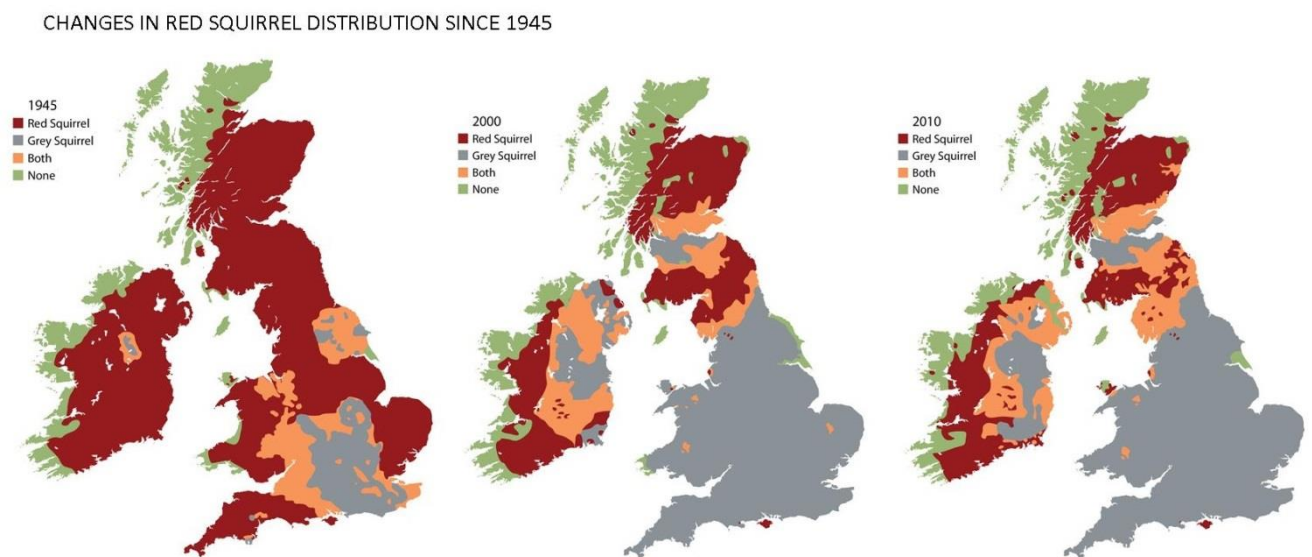 CHANGES IN RED SQUIRREL DISTRIBUTION SINCE 1945
1945
Red Squirrel
Grey Squirrel
Both
None
2000
Red Squirrel
Grey Squirrel
Both
None
2010
Red Squirrel
Grey Squirrel
Both
None